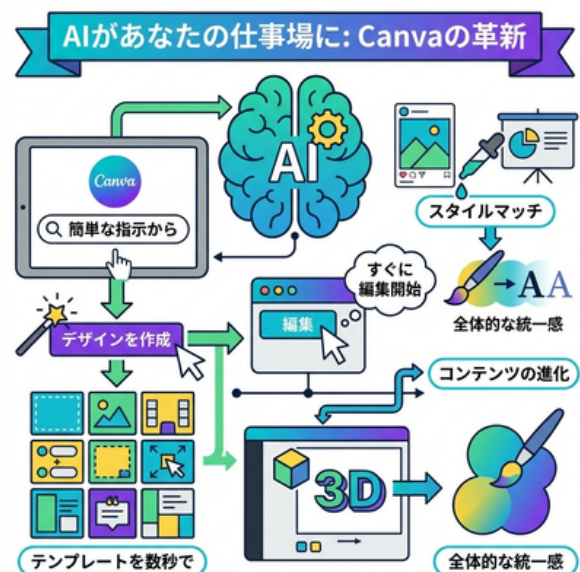 AIがあなたの仕事場に: Canvaの革新
AI
Canva
簡単な指示から
スタイルマッチ
すぐに
編集開始
AA
全体的な統一感
編集
デザインを作成
コンテンツの進化
3D
テンプレートを数秒で
全体的な統一感